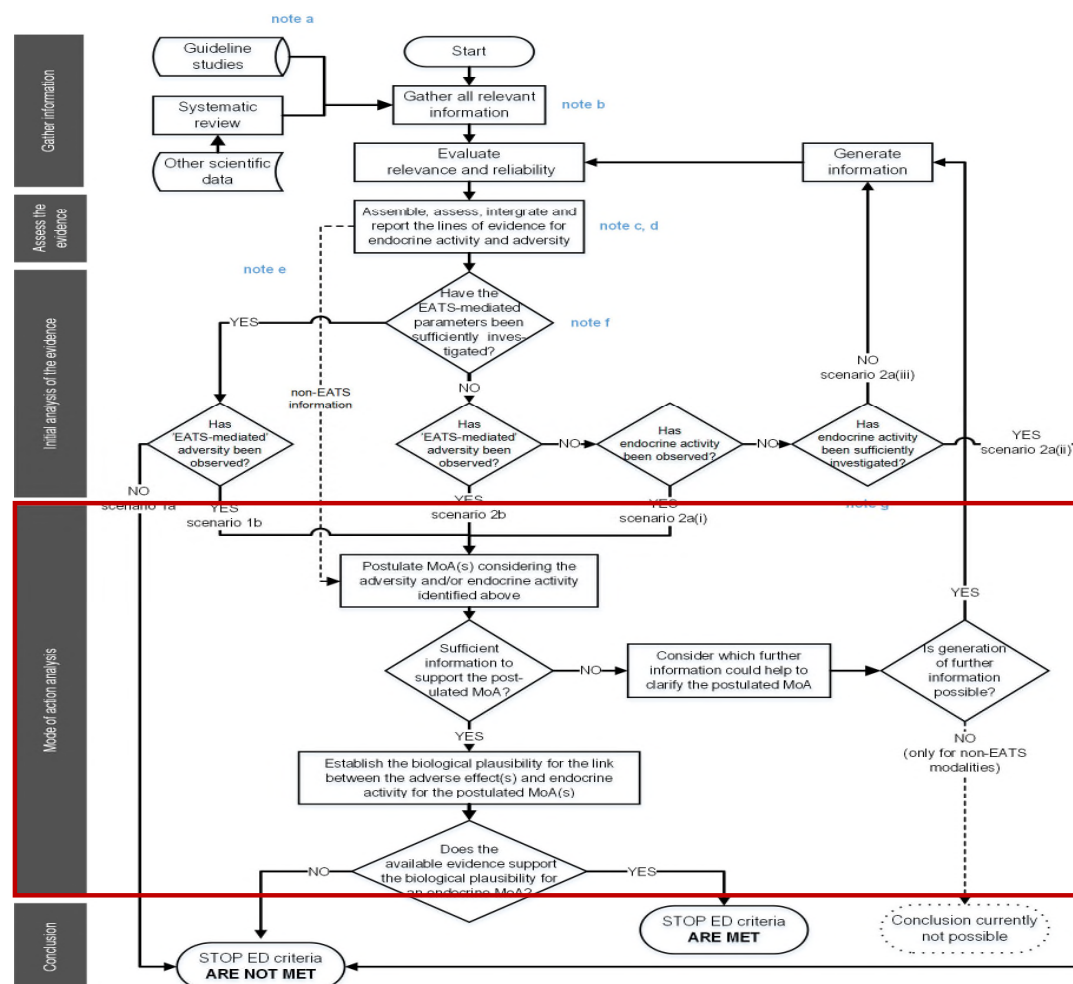 note a
Guideline
studies
Start
Gather all relevant
information
note b
Systematic
review
Other scientific
data
Evaluate
relevance and reliability
Generate
information
Gather information
Assemble, assess, intergrate and
report the lines of evidence for
endocrine activity and adversity
note c, d
Assess the
evidence
note e
Have the
EATS-mediated
parameters been
sufficiently inves-
tigated?
note f
YES
NO
non-EATS
information
NO
scenario 2a(iii)
Has
'EATS-mediated'
adversity been
observed?
Has
'EATS-mediated'
adversity been
observed?
NO
Has
endocrine activity
been observed?
NO
Has
endocrine activity
been sufficiently
investigated?
YES
scenario 2a(ii)
Initial analysis of the evidence
NO
scenario 1a
YES
scenario 1b
YES
scenario 2b
YES
scenario 2a(i)
note g
Postulate MoA(s) considering the
adversity and/or endocrine activity
identified above
YES
Sufficient
information to
support the post-
ulated MoA?
NO
Consider which further
information could help to
clarify the postulated MoA
Is generation
of further
information
possible?
Mode of action analysis
YES
NO
(only for non-EATS
modalities)
Establish the biological plausibility for the link
between the adverse effect(s) and endocrine
activity for the postulated MoA(s)
Does the
available evidence support
the biological plausibility for
an endocrine MoA?
NO
YES
Conclusion
STOP ED criteria
ARE NOT MET
STOP ED criteria
ARE MET
Conclusion currently
not possible